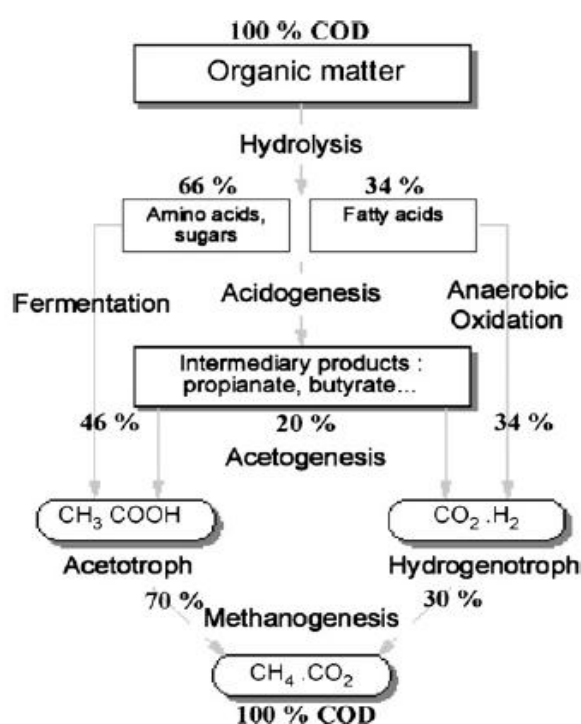 100 % COD
Organic matter
Hydrolysis
66 %
34 %
Amino acids,
sugars
Fatty acids
Fermentation
Acidogenesis
Anaerobic
Oxidation
Intermediary products :
propianate, butyrate...
46 %
20 %
34 %
Acetogenesis
CH₃ COOH
CO₂ .H₂
Acetotroph
Hydrogenotroph
70 %
Methanogenesis
30 %
CH₄ .CO₂
100 % COD